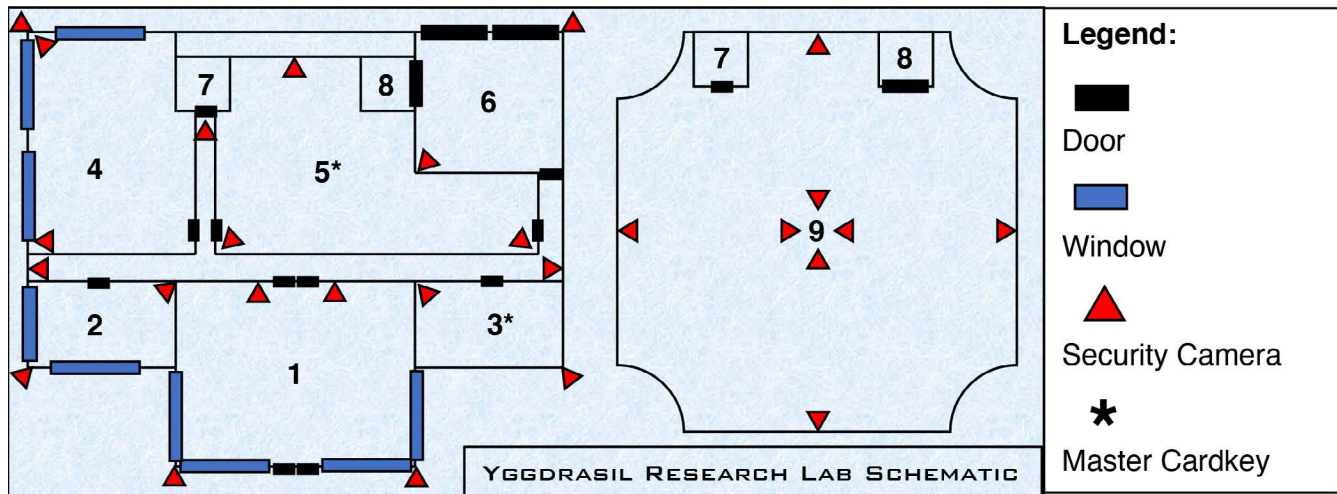 7
8
6
4
5*
2
3*
1
7
8
9
YGGDRASIL RESEARCH LAB SCHEMATIC
Legend:
Door
Window
Security Camera
*
Master Cardkey